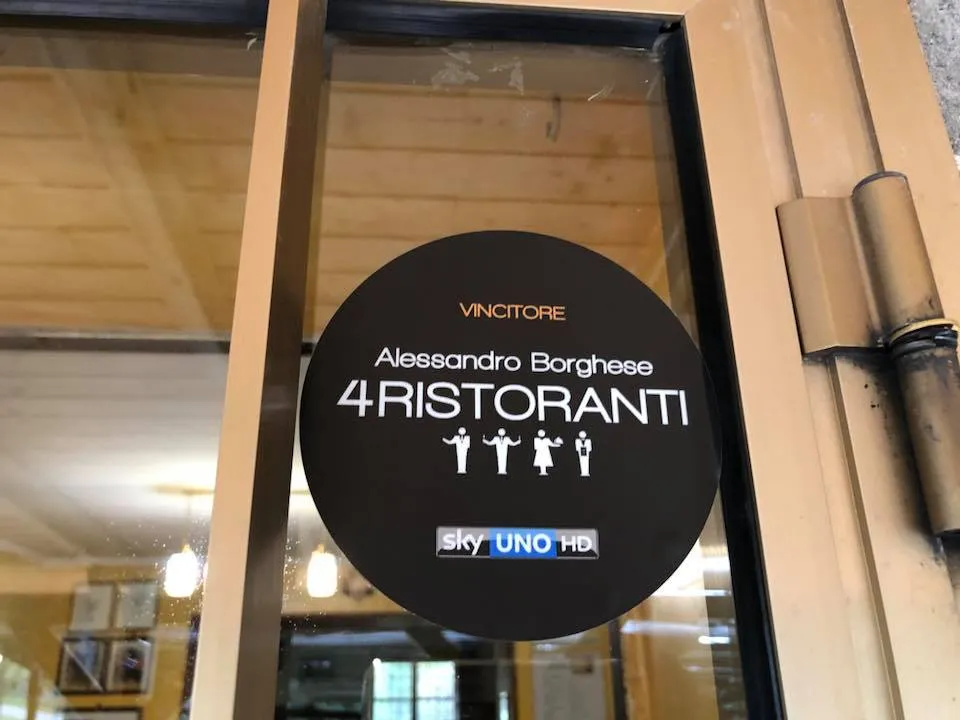 VINCITORE
Alessandro Borghese
4RISTORANTI
sky UNO HD